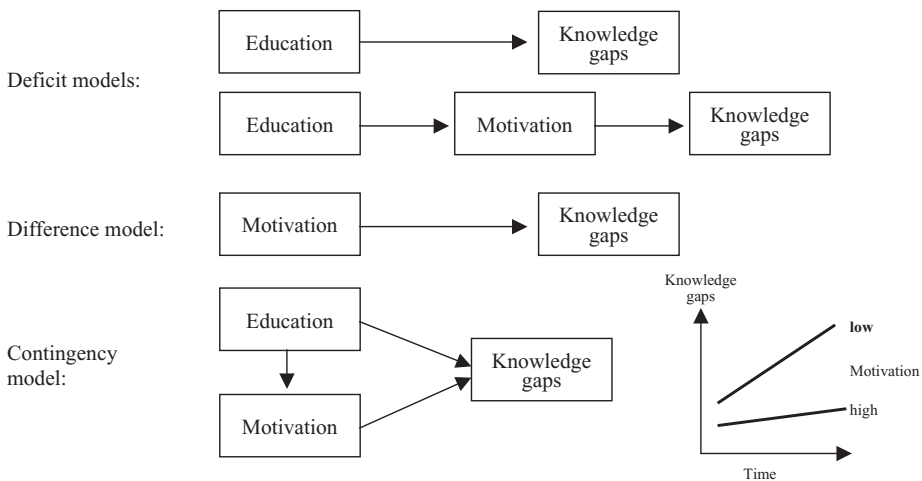 Education
Knowledge
gaps
Deficit models:
Education
Motivation
Knowledge
gaps
Difference model:
Motivation
Knowledge
gaps
Contingency
model:
Education
Motivation
Knowledge
gaps
Knowledge
gaps
low
Motivation
high
Time